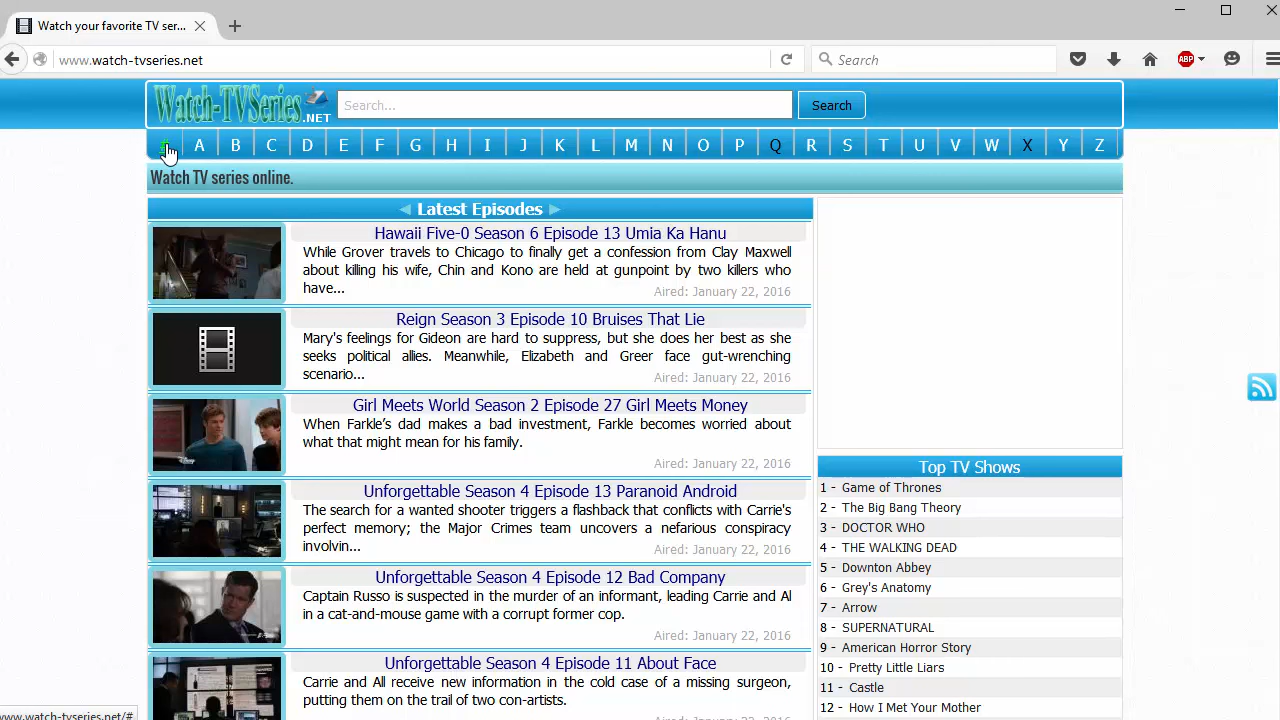 Watch your favorite TV ser...
www.watch-tvseries.net
Search
ABP
Watch-TVSeries.NET
Search...
Search
A B C D E F G H I J K L M N O P Q R S T U V W X Y Z
Watch TV series online.
Latest Episodes
Hawaii Five-0 Season 6 Episode 13 Umia Ka Hanu
While Grover travels to Chicago to finally get a confession from Clay Maxwell
about killing his wife, Chin and Kono are held at gunpoint by two killers who
have...
Aired: January 22, 2016
Reign Season 3 Episode 10 Bruises That Lie
Mary's feelings for Gideon are hard to suppress, but she does her best as she
seeks political allies. Meanwhile, Elizabeth and Greer face gut-wrenching
scenario...
Aired: January 22, 2016
Girl Meets World Season 2 Episode 27 Girl Meets Money
When Farkle's dad makes a bad investment, Farkle becomes worried about
what that might mean for his family.
Aired: January 22, 2016
Unforgettable Season 4 Episode 13 Paranoid Android
The search for a wanted shooter triggers a flashback that conflicts with Carrie's
perfect memory; the Major Crimes team uncovers a nefarious conspiracy
involvin...
Aired: January 22, 2016
Unforgettable Season 4 Episode 12 Bad Company
Captain Russo is suspected in the murder of an informant, leading Carrie and Al
in a cat-and-mouse game with a corrupt former cop.
Aired: January 22, 2016
Unforgettable Season 4 Episode 11 About Face
Carrie and Al receive new information in the cold case of a missing surgeon,
putting them on the trail of two con-artists.
Top TV Shows
1 - Game of Thrones
2 - The Big Bang Theory
3 - DOCTOR WHO
4 - THE WALKING DEAD
5 - Downton Abbey
6 - Grey's Anatomy
7 - Arrow
8 - SUPERNATURAL
9 - American Horror Story
10 - Pretty Little Liars
11 - Castle
12 - How I Met Your Mother
www.watch-tvseries.net/#